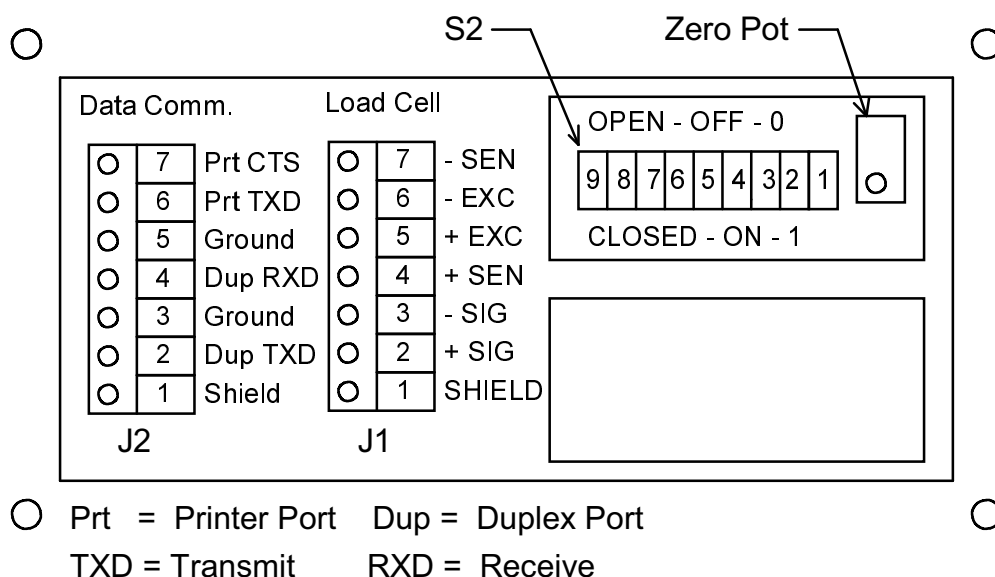 S2 Zero Pot
Data Comm. Load Cell
OPEN - OFF - 0
7 Prt CTS 7 - SEN
6 Prt TXD 6 - EXC
5 Ground 5 + EXC
4 Dup RXD 4 + SEN
3 Ground 3 - SIG
2 Dup TXD 2 + SIG
1 Shield 1 SHIELD
9 8 7 6 5 4 3 2 1
CLOSED - ON - 1
J2 J1
Prt = Printer Port Dup = Duplex Port
TXD = Transmit RXD = Receive